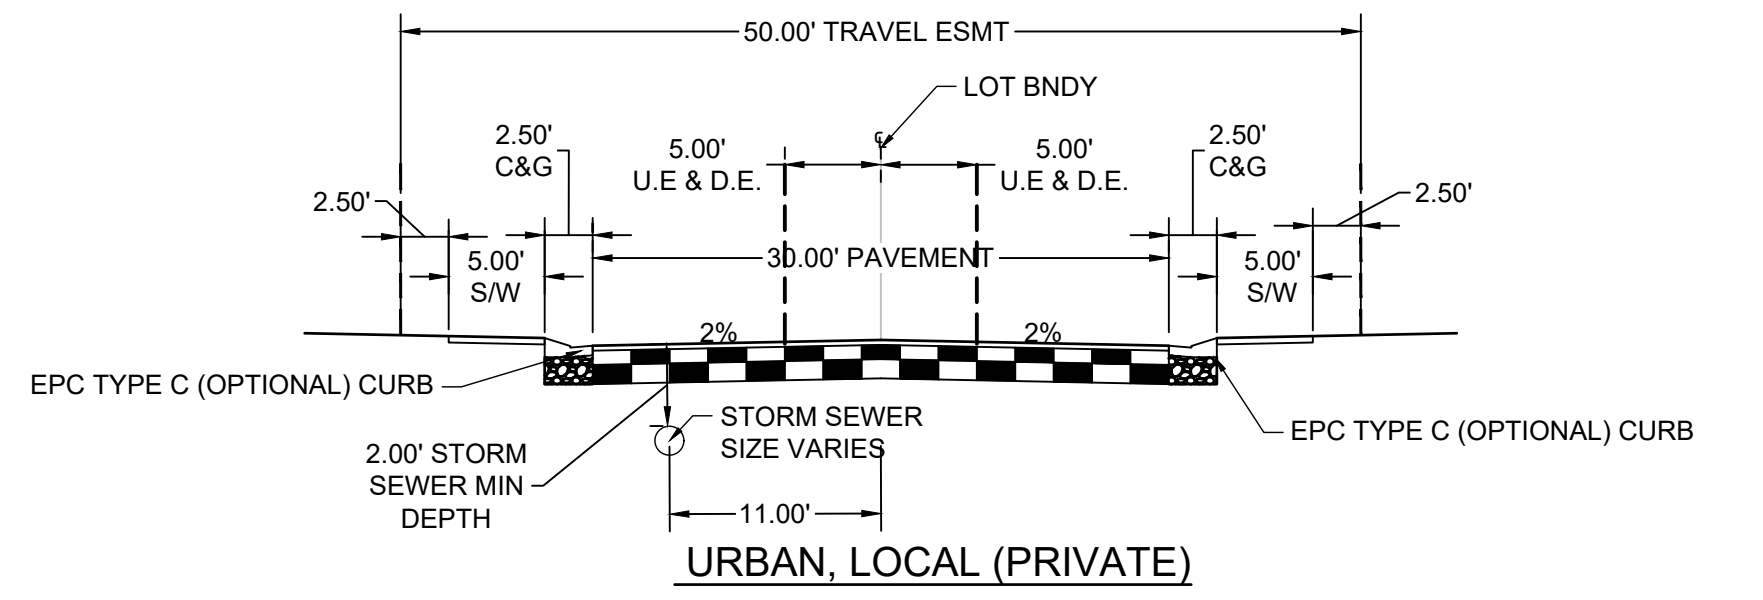 50.00' TRAVEL ESMT
LOT BNDY
2.50'
C&G
5.00'
U.E & D.E.
℄
5.00'
U.E & D.E.
2.50'
C&G
2.50'
2.50'
5.00'
S/W
30.00' PAVEMENT
5.00'
S/W
2%
2%
EPC TYPE C (OPTIONAL) CURB
STORM SEWER
SIZE VARIES
EPC TYPE C (OPTIONAL) CURB
2.00' STORM
SEWER MIN
DEPTH
11.00'
URBAN, LOCAL (PRIVATE)